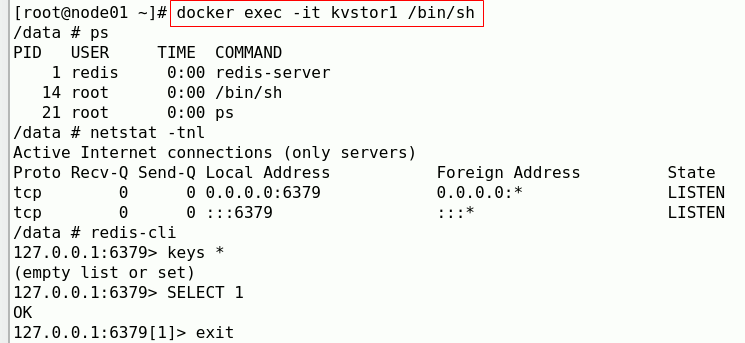 [root@node01 ~]# docker exec -it kvstor1 /bin/sh
/data # ps
PID   USER     TIME  COMMAND
    1 redis     0:00 redis-server
   14 root      0:00 /bin/sh
   21 root      0:00 ps
/data # netstat -tnl
Active Internet connections (only servers)
Proto Recv-Q Send-Q Local Address           Foreign Address         State
tcp        0      0 0.0.0.0:6379            0.0.0.0:*               LISTEN
tcp        0      0 :::6379                 :::*                    LISTEN
/data # redis-cli
127.0.0.1:6379> keys *
(empty list or set)
127.0.0.1:6379> SELECT 1
OK
127.0.0.1:6379[1]> exit